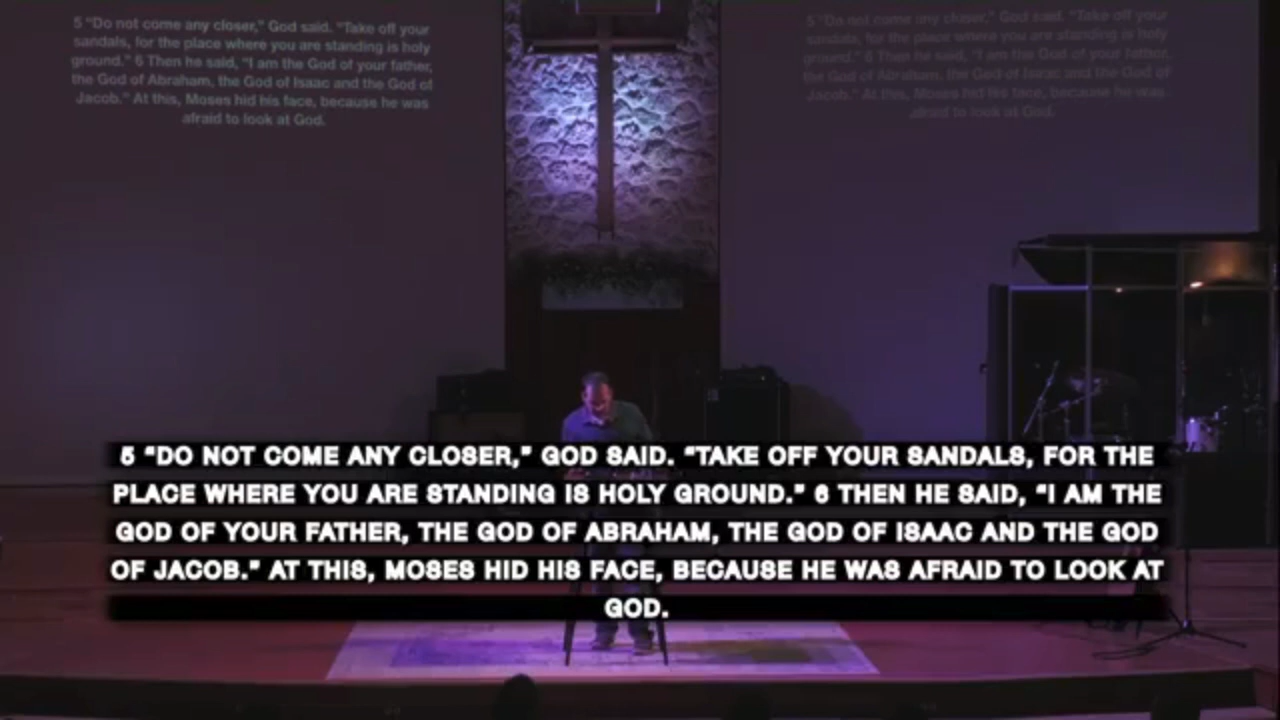 5 “Do not come any closer,” God said. “Take off your
sandals, for the place where you are standing is holy
ground.” 6 Then he said, “I am the God of your father,
the God of Abraham, the God of Isaac and the God of
Jacob.” At this, Moses hid his face, because he was
afraid to look at God.
5 “Do not come any closer,” God said. “Take off your
sandals, for the place where you are standing is holy
ground.” 6 Then he said, “I am the God of your father,
the God of Abraham, the God of Isaac and the God of
Jacob.” At this, Moses hid his face, because he was
afraid to look at God.
5 “DO NOT COME ANY CLOSER,” GOD SAID. “TAKE OFF YOUR SANDALS, FOR THE
PLACE WHERE YOU ARE STANDING IS HOLY GROUND.” 6 THEN HE SAID, “I AM THE
GOD OF YOUR FATHER, THE GOD OF ABRAHAM, THE GOD OF ISAAC AND THE GOD
OF JACOB.” AT THIS, MOSES HID HIS FACE, BECAUSE HE WAS AFRAID TO LOOK AT
GOD.